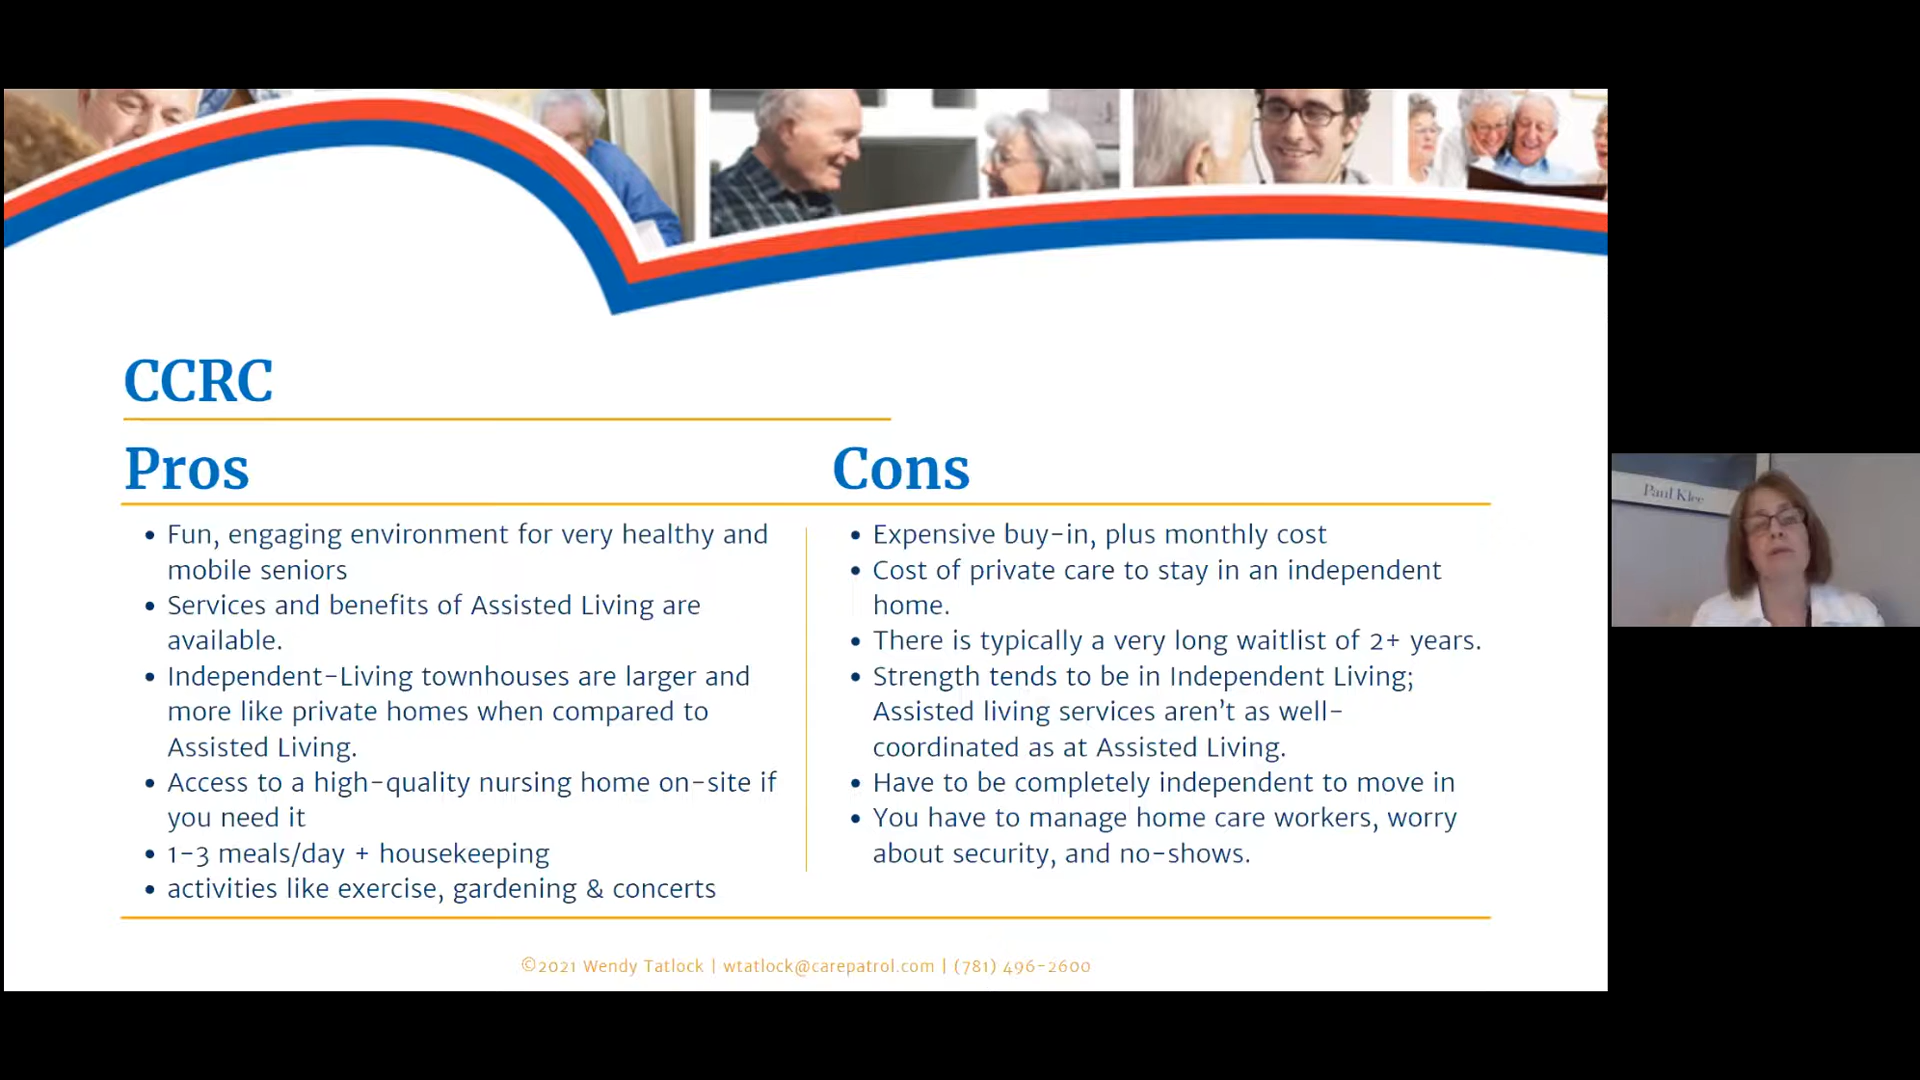 CCRC
Pros
• Fun, engaging environment for very healthy and
mobile seniors
• Services and benefits of Assisted Living are
available.
• Independent-Living townhouses are larger and
more like private homes when compared to
Assisted Living.
• Access to a high-quality nursing home on-site if
you need it
• 1-3 meals/day + housekeeping
• activities like exercise, gardening & concerts
Cons
• Expensive buy-in, plus monthly cost
• Cost of private care to stay in an independent
home.
• There is typically a very long waitlist of 2+ years.
• Strength tends to be in Independent Living;
Assisted living services aren't as well-
coordinated as at Assisted Living.
• Have to be completely independent to move in
• You have to manage home care workers, worry
about security, and no-shows.
©2021 Wendy Tatlock | wtatlock@carepatrol.com | (781) 496-2600
Paul Klee